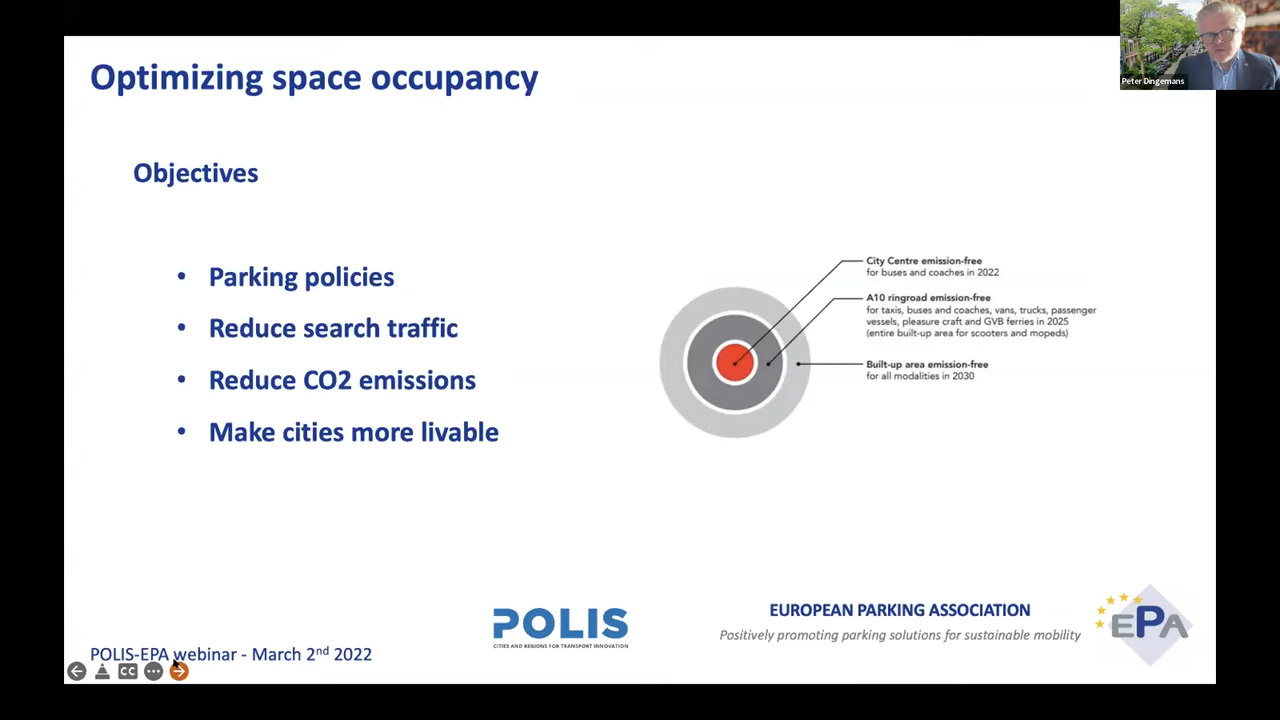 Peter Dingemans
Optimizing space occupancy
Objectives
• Parking policies
• Reduce search traffic
• Reduce CO2 emissions
• Make cities more livable
City Centre emission-free
for buses and coaches in 2022
A10 ringroad emission-free
for taxis, buses and coaches, vans, trucks, passenger
vessels, pleasure craft and GVB ferries in 2025
(entire built-up area for scooters and mopeds)
Built-up area emission-free
for all modalities in 2030
POLIS-EPA webinar - March 2nd 2022
CC
POLIS
CITIES AND REGIONS FOR TRANSPORT INNOVATION
EUROPEAN PARKING ASSOCIATION
Positively promoting parking solutions for sustainable mobility
EPA